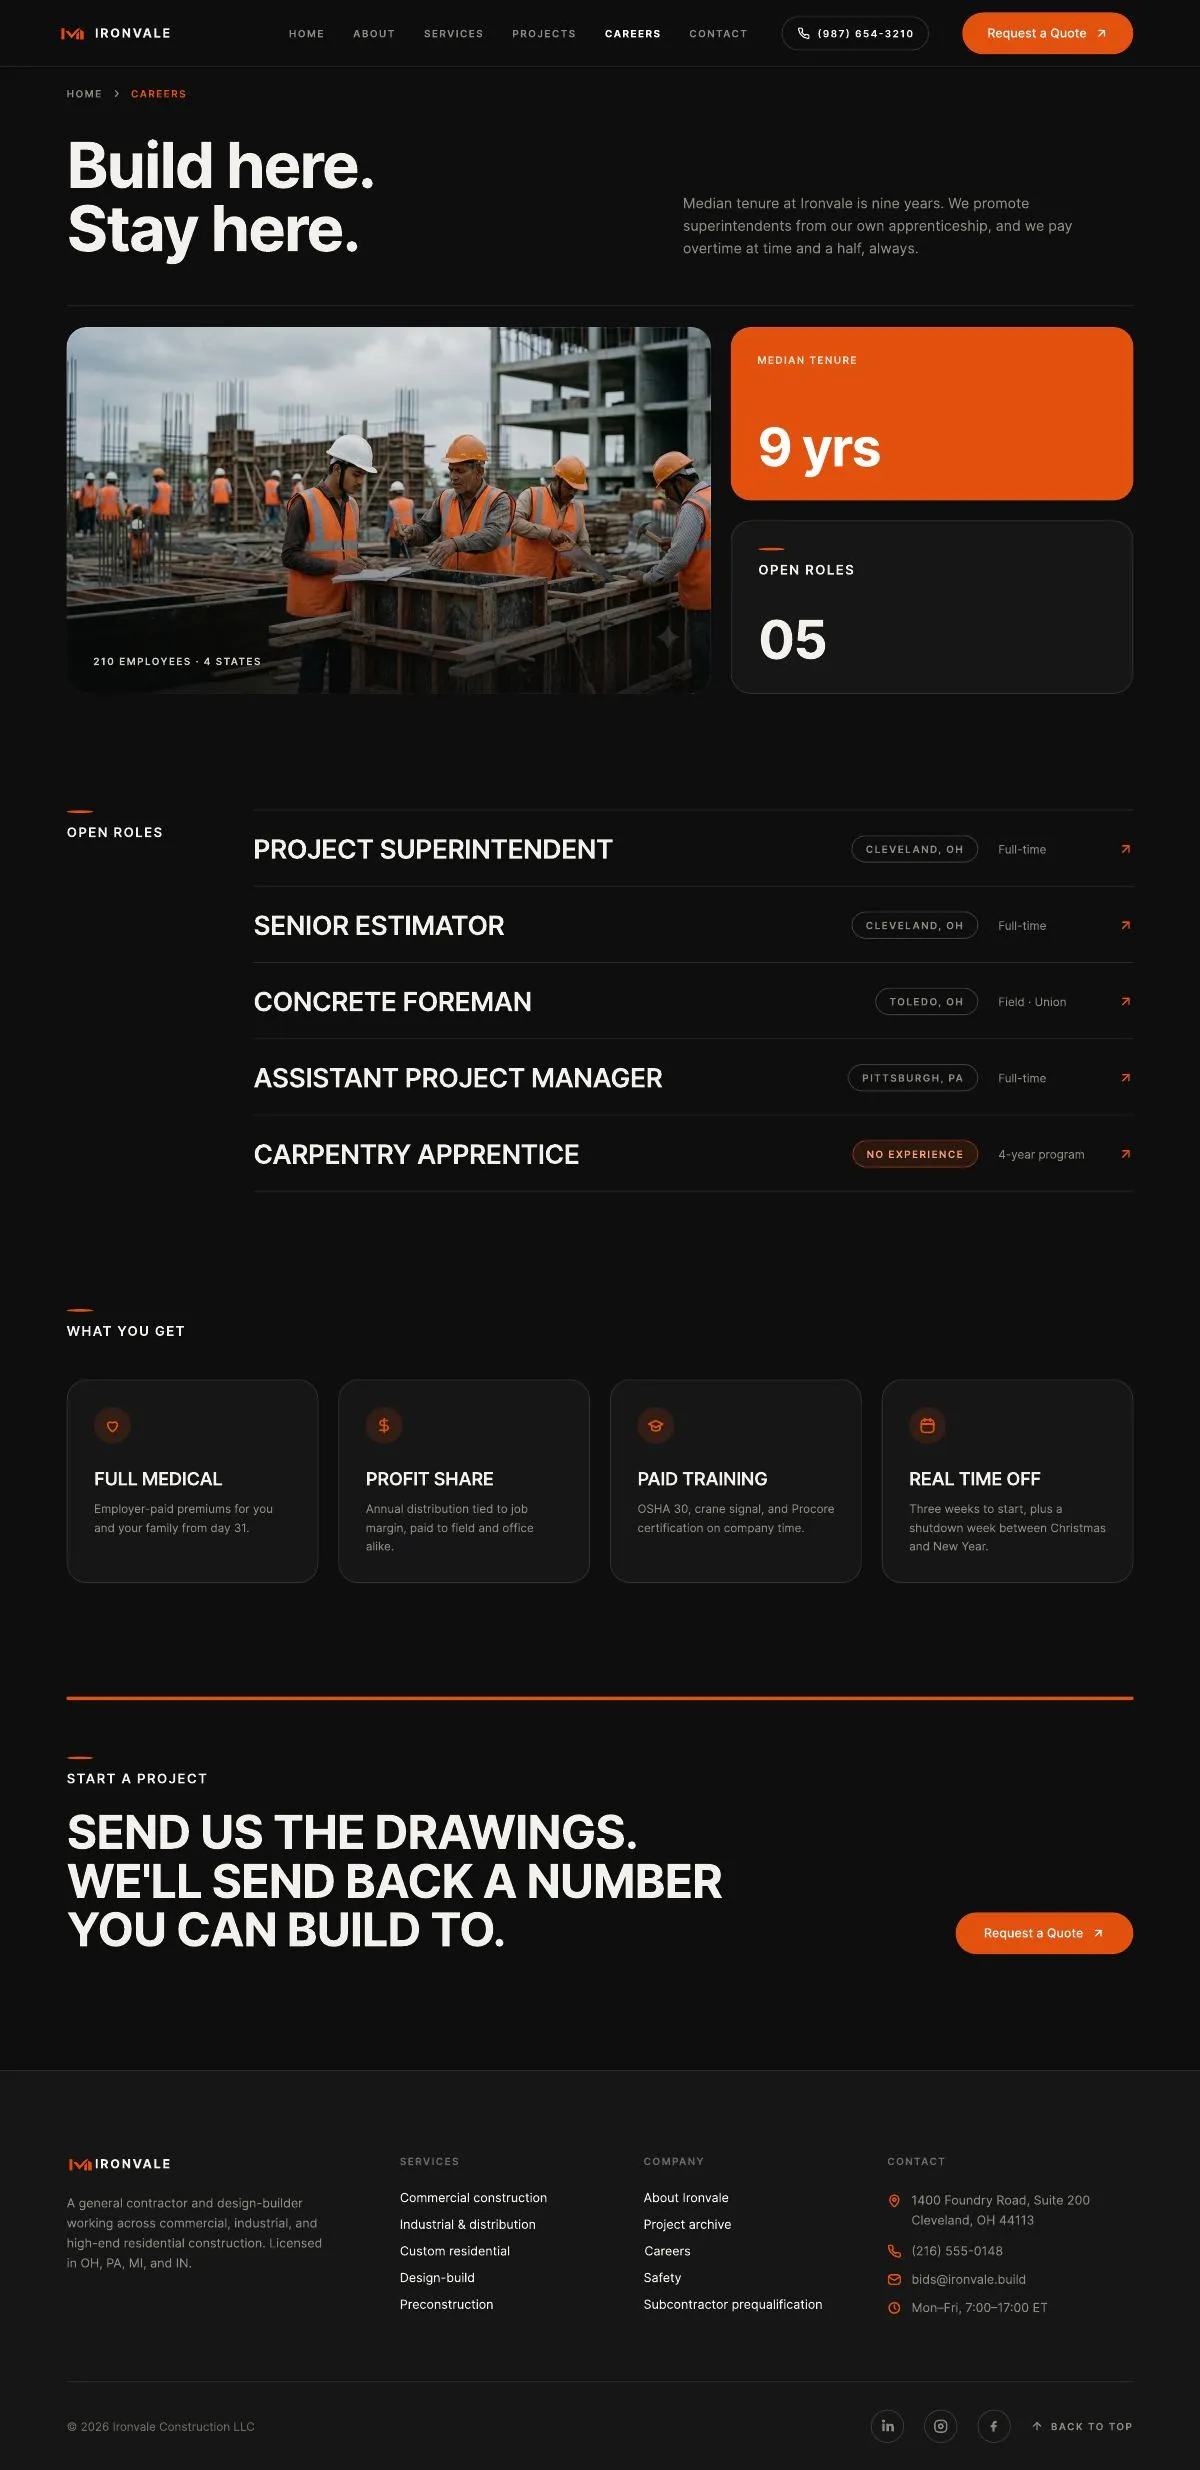 IRONVALE
HOME
ABOUT
SERVICES
PROJECTS
CAREERS
CONTACT
(987) 654-3210
Request a Quote
HOME > CAREERS
Build here.
Stay here.
Median tenure at Ironvale is nine years. We promote
superintendents from our own apprenticeship, and we pay
overtime at time and a half, always.
210 EMPLOYEES · 4 STATES
MEDIAN TENURE
9 yrs
OPEN ROLES
05
OPEN ROLES
PROJECT SUPERINTENDENT
CLEVELAND, OH
Full-time
SENIOR ESTIMATOR
CLEVELAND, OH
Full-time
CONCRETE FOREMAN
TOLEDO, OH
Field · Union
ASSISTANT PROJECT MANAGER
PITTSBURGH, PA
Full-time
CARPENTRY APPRENTICE
NO EXPERIENCE
4-year program
WHAT YOU GET
FULL MEDICAL
Employer-paid premiums for you
and your family from day 31.
PROFIT SHARE
Annual distribution tied to job
margin, paid to field and office
alike.
PAID TRAINING
OSHA 30, crane signal, and Procore
certification on company time.
REAL TIME OFF
Three weeks to start, plus a
shutdown week between Christmas
and New Year.
START A PROJECT
SEND US THE DRAWINGS.
WE'LL SEND BACK A NUMBER
YOU CAN BUILD TO.
Request a Quote
IRONVALE
A general contractor and design-builder
working across commercial, industrial, and
high-end residential construction. Licensed
in OH, PA, MI, and IN.
SERVICES
Commercial construction
Industrial & distribution
Custom residential
Design-build
Preconstruction
COMPANY
About Ironvale
Project archive
Careers
Safety
Subcontractor prequalification
CONTACT
1400 Foundry Road, Suite 200
Cleveland, OH 44113
(216) 555-0148
bids@ironvale.build
Mon–Fri, 7:00–17:00 ET
© 2026 Ironvale Construction LLC
BACK TO TOP